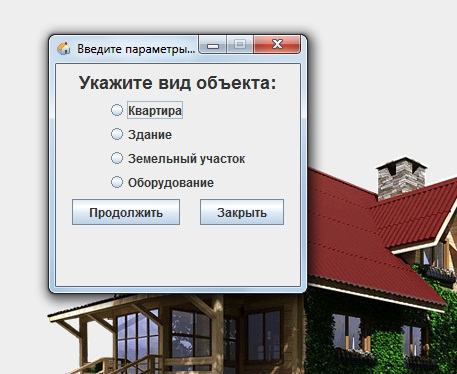 Введите параметры...
Укажите вид объекта:
Квартира
Здание
Земельный участок
Оборудование
Продолжить Закрыть